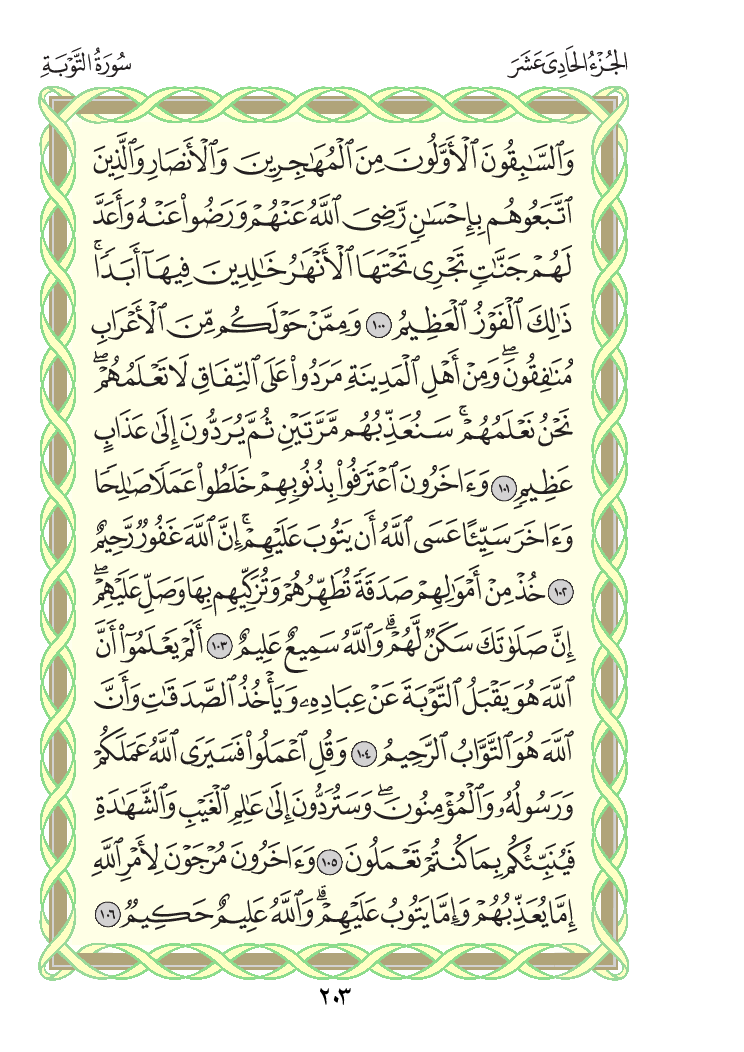 الجُزْءُ الحَادِى عَشَرَ
سُورَةُ التَّوْبَةِ
وَٱلسَّٰبِقُونَ ٱلْأَوَّلُونَ مِنَ ٱلْمُهَٰجِرِينَ وَٱلْأَنصَارِ وَٱلَّذِينَ
ٱتَّبَعُوهُم بِإِحْسَٰنٍ رَّضِىَ ٱللَّهُ عَنْهُمْ وَرَضُوا۟ عَنْهُ وَأَعَدَّ
لَهُمْ جَنَّٰتٍ تَجْرِى تَحْتَهَا ٱلْأَنْهَٰرُ خَٰلِدِينَ فِيهَآ أَبَدًا ۚ
ذَٰلِكَ ٱلْفَوْزُ ٱلْعَظِيمُ ١٠٠ وَمِمَّنْ حَوْلَكُم مِّنَ ٱلْأَعْرَابِ
مُنَٰفِقُونَ ۖ وَمِنْ أَهْلِ ٱلْمَدِينَةِ مَرَدُوا۟ عَلَى ٱلنِّفَاقِ لَا تَعْلَمُهُمْ ۖ
نَحْنُ نَعْلَمُهُمْ ۚ سَنُعَذِّبُهُم مَّرَّتَيْنِ ثُمَّ يُرَدُّونَ إِلَىٰ عَذَابٍ
عَظِيمٍ ١٠١ وَءَاخَرُونَ ٱعْتَرَفُوا۟ بِذُنُوبِهِمْ خَلَطُوا۟ عَمَلًا صَٰلِحًا
وَءَاخَرَ سَيِّئًا عَسَى ٱللَّهُ أَن يَتُوبَ عَلَيْهِمْ ۚ إِنَّ ٱللَّهَ غَفُورٌ رَّحِيمٌ
١٠٢ خُذْ مِنْ أَمْوَٰلِهِمْ صَدَقَةً تُطَهِّرُهُمْ وَتُزَكِّيهِم بِهَا وَصَلِّ عَلَيْهِمْ ۖ
إِنَّ صَلَوٰتَكَ سَكَنٌ لَّهُمْ ۗ وَٱللَّهُ سَمِيعٌ عَلِيمٌ ١٠٣ أَلَمْ يَعْلَمُوٓا۟ أَنَّ
ٱللَّهَ هُوَ يَقْبَلُ ٱلتَّوْبَةَ عَنْ عِبَادِهِۦ وَيَأْخُذُ ٱلصَّدَقَٰتِ وَأَنَّ
ٱللَّهَ هُوَ ٱلتَّوَّابُ ٱلرَّحِيمُ ١٠٤ وَقُلِ ٱعْمَلُوا۟ فَسَيَرَى ٱللَّهُ عَمَلَكُمْ
وَرَسُولُهُۥ وَٱلْمُؤْمِنُونَ ۖ وَسَتُرَدُّونَ إِلَىٰ عَٰلِمِ ٱلْغَيْبِ وَٱلشَّهَٰدَةِ
فَيُنَبِّئُكُم بِمَا كُنتُمْ تَعْمَلُونَ ١٠٥ وَءَاخَرُونَ مُرْجَوْنَ لِأَمْرِ ٱللَّهِ
إِمَّا يُعَذِّبُهُمْ وَإِمَّا يَتُوبُ عَلَيْهِمْ ۗ وَٱللَّهُ عَلِيمٌ حَكِيمٌ ١٠٦
٢٠٣